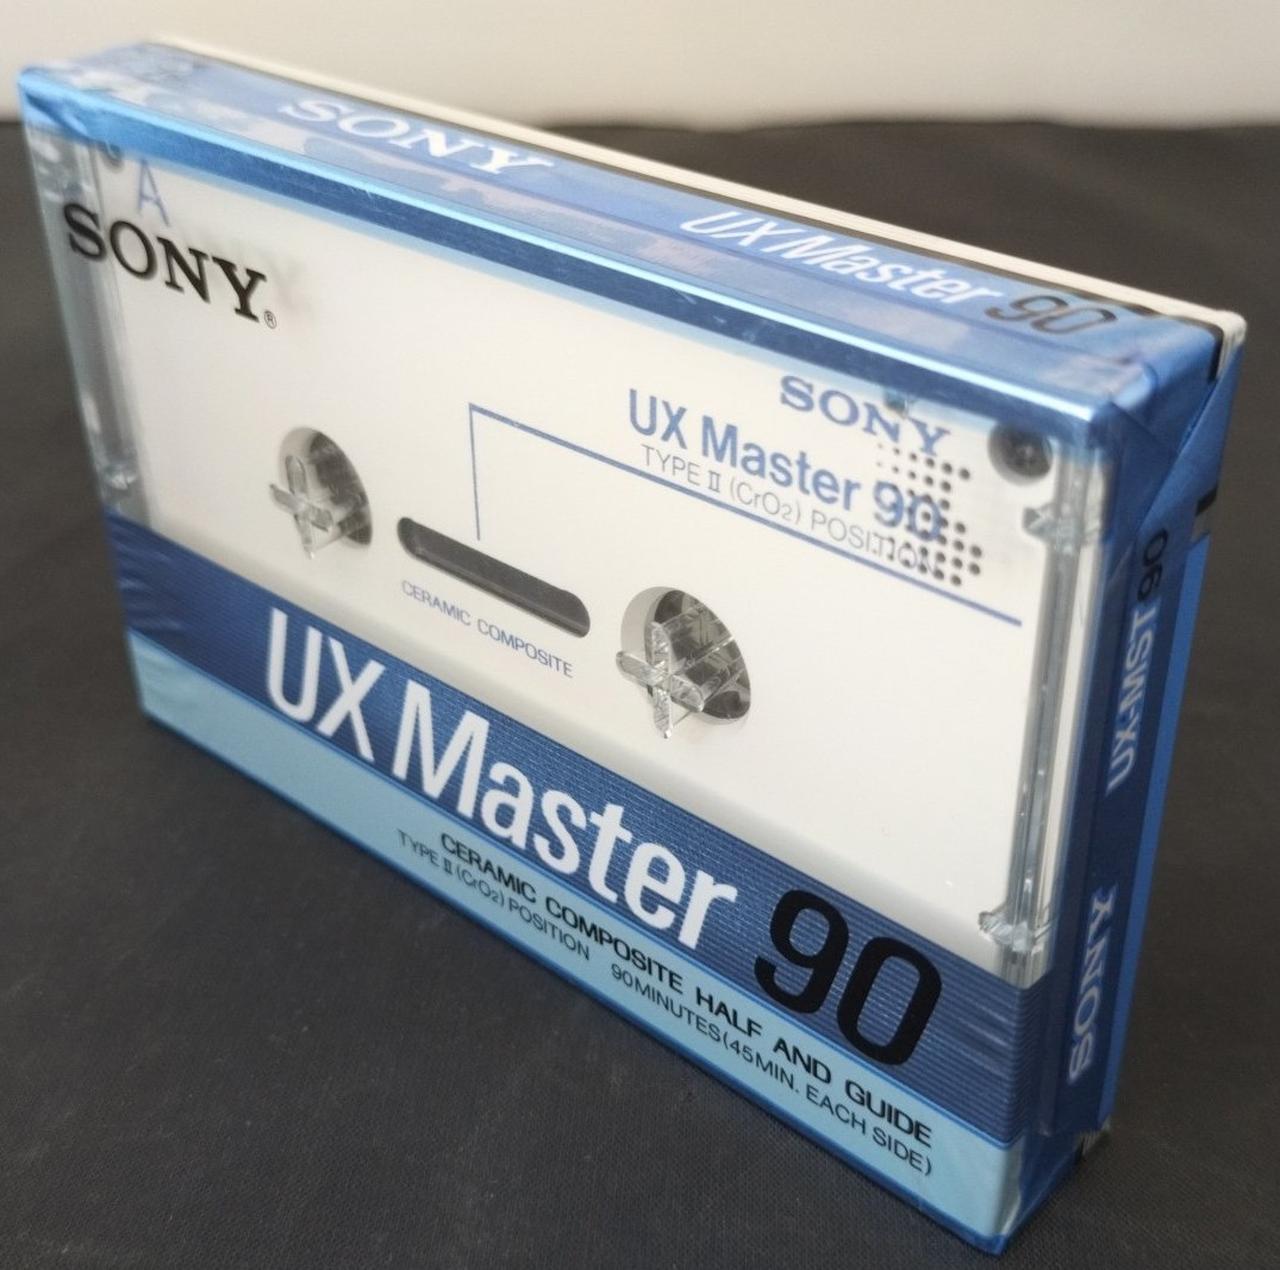 SONY
UX Master 90
A
SONY®
SONY
UX Master 90
TYPE II (CrO2) POSITION
CERAMIC COMPOSITE
UX Master 90
CERAMIC COMPOSITE HALF AND GUIDE
TYPE II (CrO2) POSITION 90MINUTES(45MIN. EACH SIDE)
SONY UX-MST 90